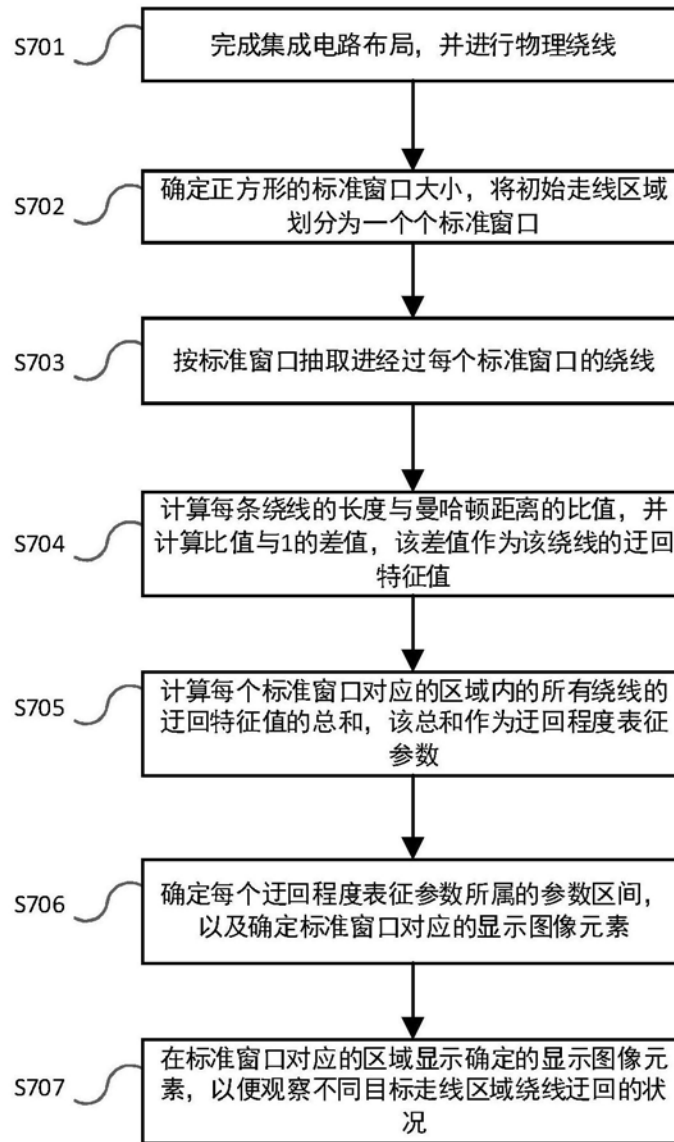 S701
完成集成电路布局，并进行物理绕线
S702
确定正方形的标准窗口大小，将初始走线区域
划分为一个个标准窗口
S703
按标准窗口抽取进经过每个标准窗口的绕线
S704
计算每条绕线的长度与曼哈顿距离的比值，并
计算比值与1的差值，该差值作为该绕线的迂回
特征值
S705
计算每个标准窗口对应的区域内的所有绕线的
迂回特征值的总和，该总和作为迂回程度表征
参数
S706
确定每个迂回程度表征参数所属的参数区间，
以及确定标准窗口对应的显示图像元素
S707
在标准窗口对应的区域显示确定的显示图像元
素，以便观察不同目标走线区域绕线迂回的状
况